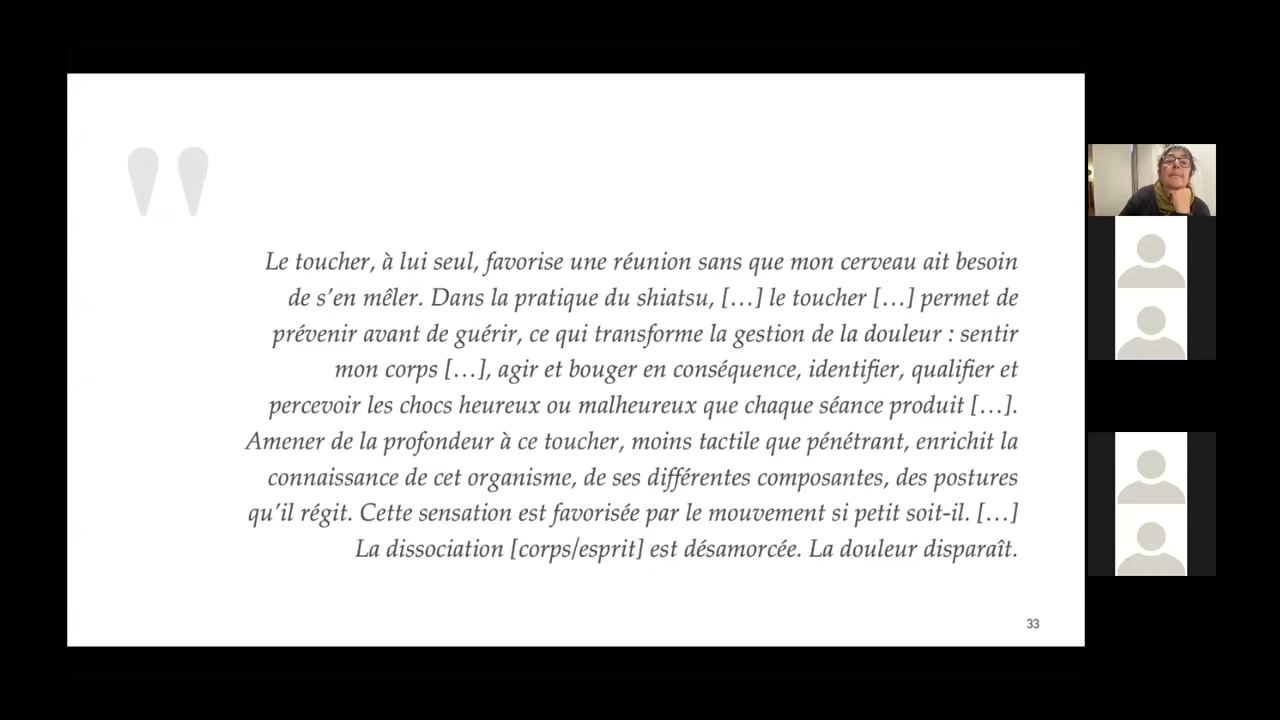 "
Le toucher, à lui seul, favorise une réunion sans que mon cerveau ait besoin
de s’en mêler. Dans la pratique du shiatsu, […] le toucher […] permet de
prévenir avant de guérir, ce qui transforme la gestion de la douleur : sentir
mon corps […], agir et bouger en conséquence, identifier, qualifier et
percevoir les chocs heureux ou malheureux que chaque séance produit […].
Amener de la profondeur à ce toucher, moins tactile que pénétrant, enrichit la
connaissance de cet organisme, de ses différentes composantes, des postures
qu’il régit. Cette sensation est favorisée par le mouvement si petit soit-il. […]
La dissociation [corps/esprit] est désamorcée. La douleur disparaît.
33